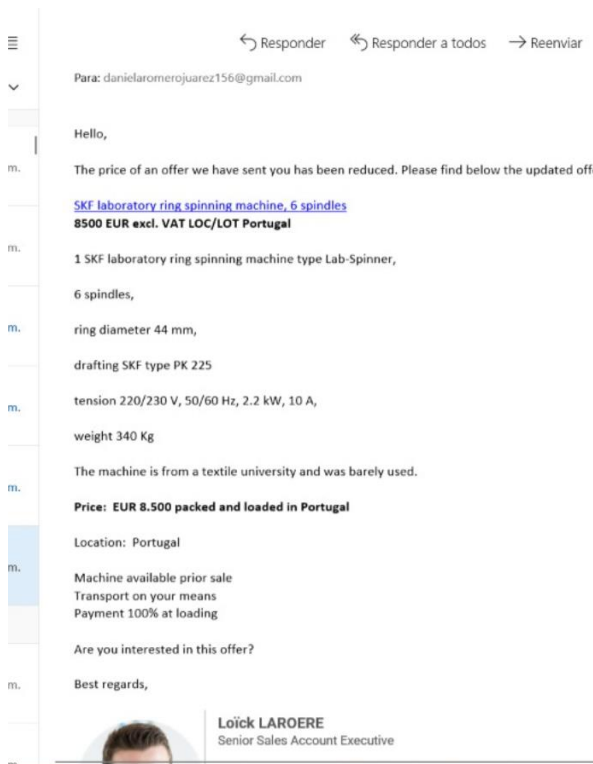 Responder Responder a todos Reenviar
Para: danielaromerojuarez156@gmail.com
Hello,
m.
The price of an offer we have sent you has been reduced. Please find below the updated off
SKF laboratory ring spinning machine, 6 spindles
8500 EUR excl. VAT LOC/LOT Portugal
m.
1 SKF laboratory ring spinning machine type Lab-Spinner,
6 spindles,
m.
ring diameter 44 mm,
drafting SKF type PK 225
m.
tension 220/230 V, 50/60 Hz, 2.2 kW, 10 A,
weight 340 Kg
The machine is from a textile university and was barely used.
m.
Price: EUR 8.500 packed and loaded in Portugal
Location: Portugal
m.
Machine available prior sale
Transport on your means
Payment 100% at loading
Are you interested in this offer?
m.
Best regards,
Loïck LAROERE
Senior Sales Account Executive